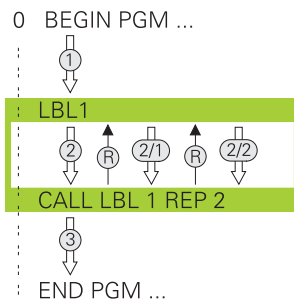 0 BEGIN PGM ...
1
LBL1
2 R 2/1 R 2/2
CALL LBL 1 REP 2
3
END PGM ...